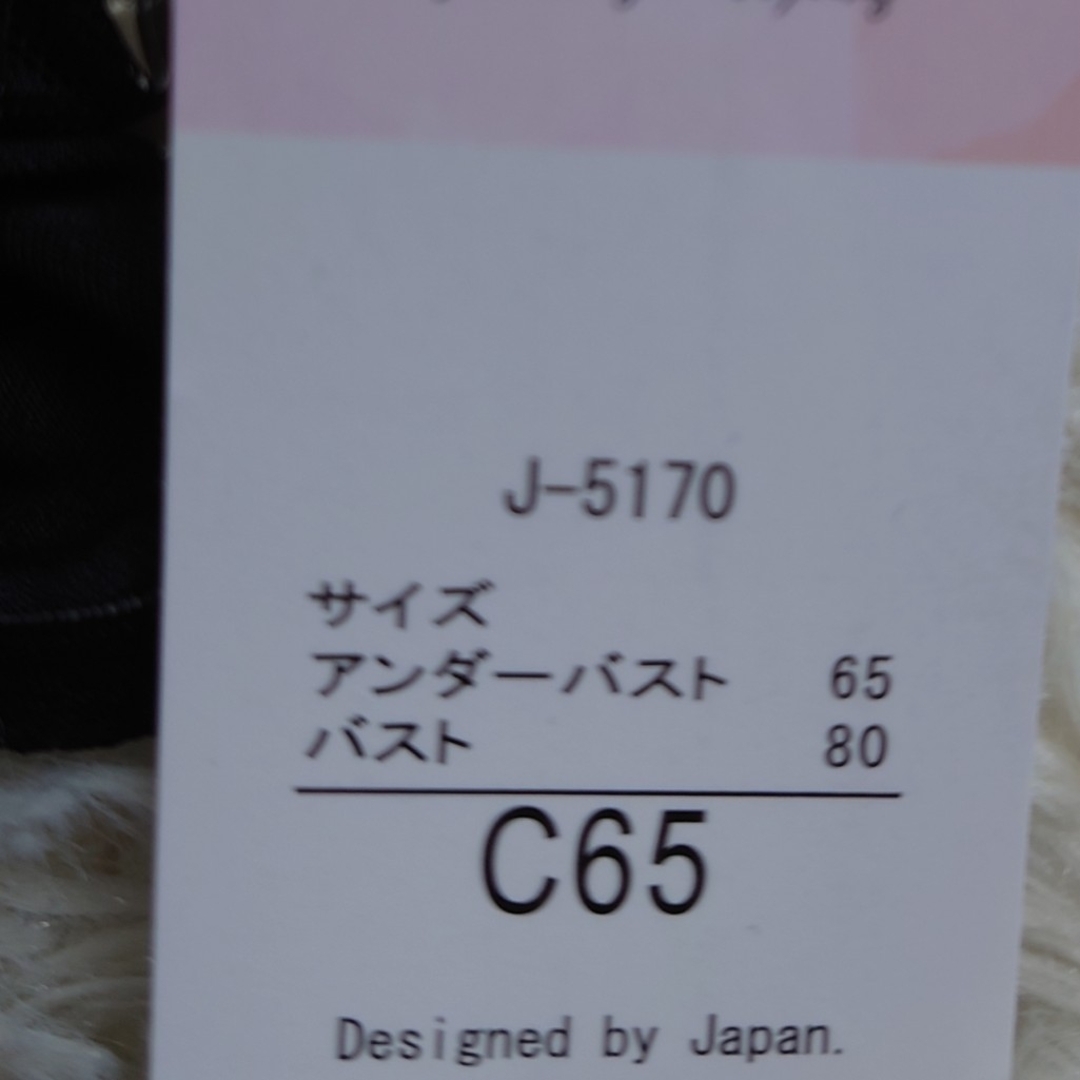 J-5170
サイズ
アンダーバスト 65
バスト 80
C65
Designed by Japan.